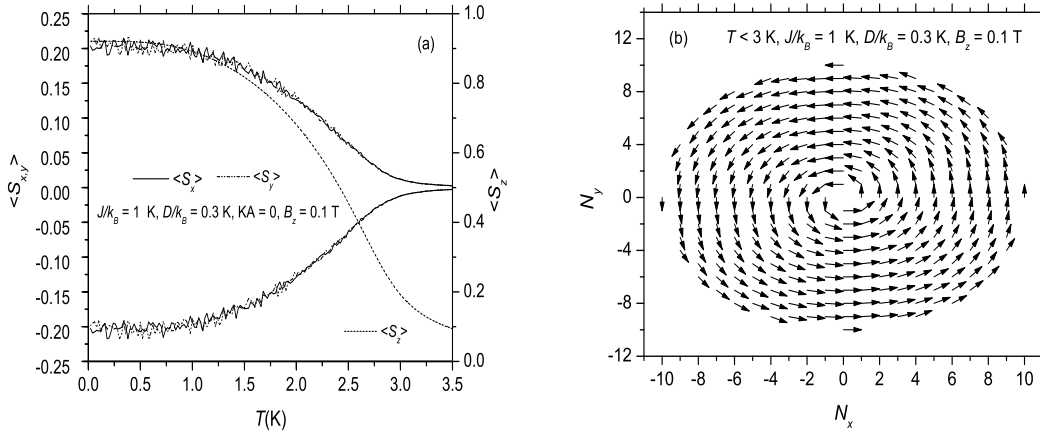 (a)
0.25
0.20
0.15
0.10
0.05
0.00
-0.05
-0.10
-0.15
-0.20
-0.25
<S_{x,y}>
1.0
0.8
0.6
0.4
0.2
0.0
<S_z>
<S_x> <S_y>
J/k_B = 1 K, D/k_B = 0.3 K, KA = 0, B_z = 0.1 T
<S_z>
0.0 0.5 1.0 1.5 2.0 2.5 3.0 3.5
T(K)
(b) T < 3 K, J/k_B = 1 K, D/k_B = 0.3 K, B_z = 0.1 T
12
8
4
0
-4
-8
-12
N_y
-10 -8 -6 -4 -2 0 2 4 6 8 10
N_x